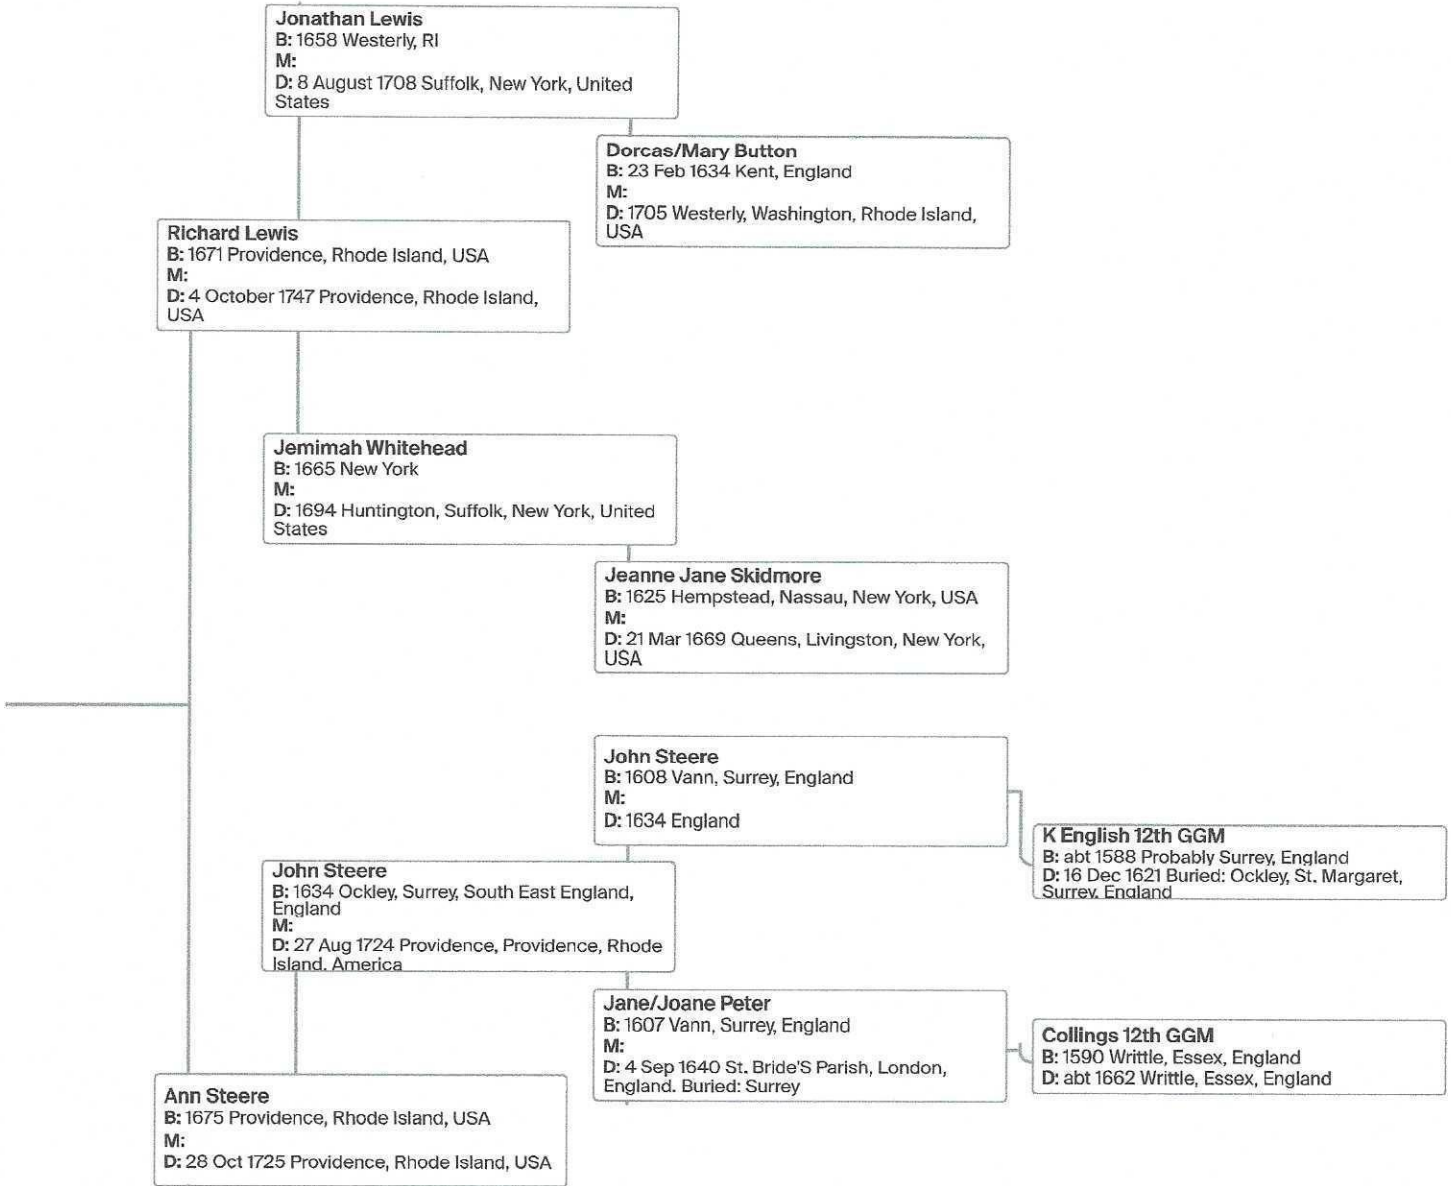 Jonathan Lewis
B: 1658 Westerly, RI
M:
D: 8 August 1708 Suffolk, New York, United
States
Dorcas/Mary Button
B: 23 Feb 1634 Kent, England
M:
D: 1705 Westerly, Washington, Rhode Island,
USA
Richard Lewis
B: 1671 Providence, Rhode Island, USA
M:
D: 4 October 1747 Providence, Rhode Island,
USA
Jemimah Whitehead
B: 1665 New York
M:
D: 1694 Huntington, Suffolk, New York, United
States
Jeanne Jane Skidmore
B: 1625 Hempstead, Nassau, New York, USA
M:
D: 21 Mar 1669 Queens, Livingston, New York,
USA
John Steere
B: 1608 Vann, Surrey, England
M:
D: 1634 England
K English 12th GGM
B: abt 1588 Probably Surrey, England
D: 16 Dec 1621 Buried: Ockley, St. Margaret,
Surrey, England
John Steere
B: 1634 Ockley, Surrey, South East England,
England
M:
D: 27 Aug 1724 Providence, Providence, Rhode
Island, America
Jane/Joane Peter
B: 1607 Vann, Surrey, England
M:
D: 4 Sep 1640 St. Bride'S Parish, London,
England. Buried: Surrey
Collings 12th GGM
B: 1590 Writtle, Essex, England
D: abt 1662 Writtle, Essex, England
Ann Steere
B: 1675 Providence, Rhode Island, USA
M:
D: 28 Oct 1725 Providence, Rhode Island, USA